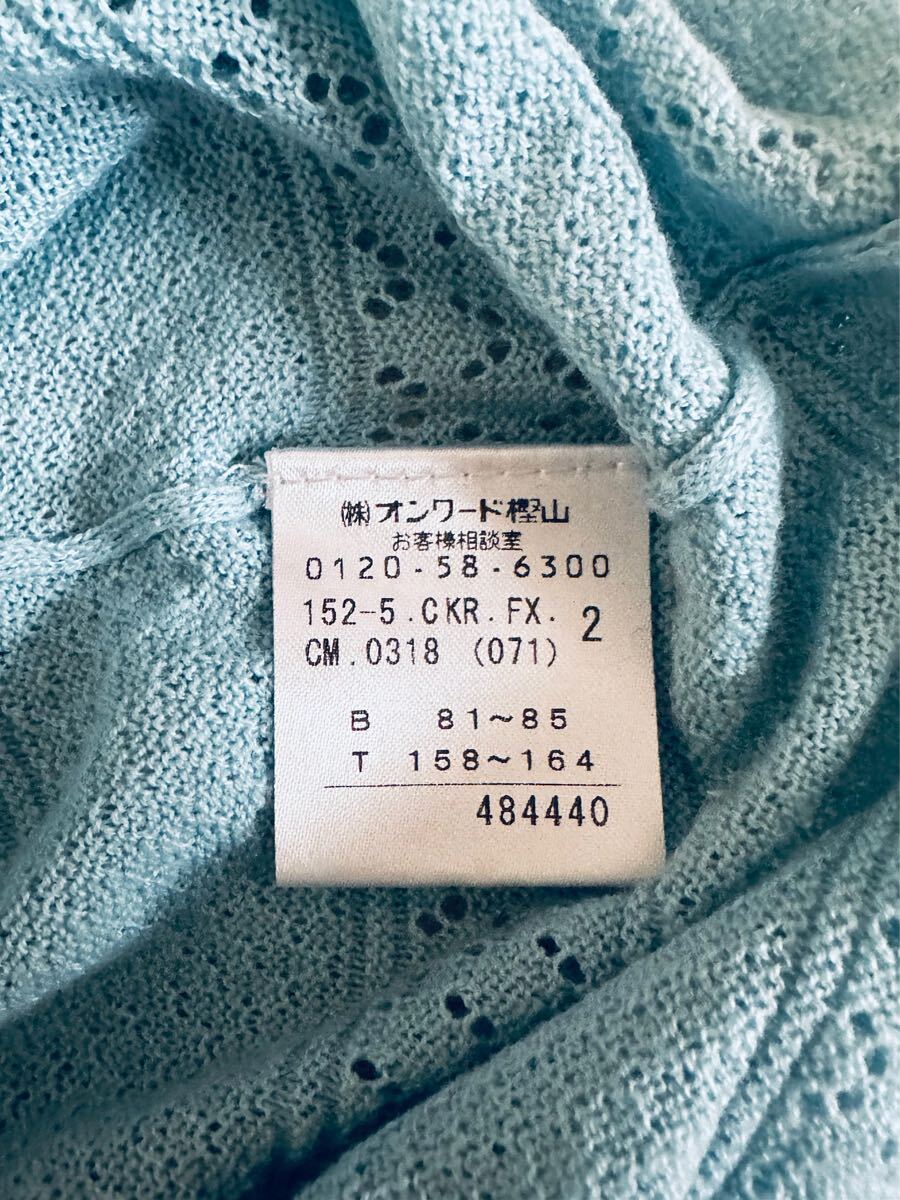 ㈱オンワード樫山
お客様相談室
0120-58-6300
152-5.CKR.FX. 2
CM.0318 (071)
B 81~85
T 158~164
484440